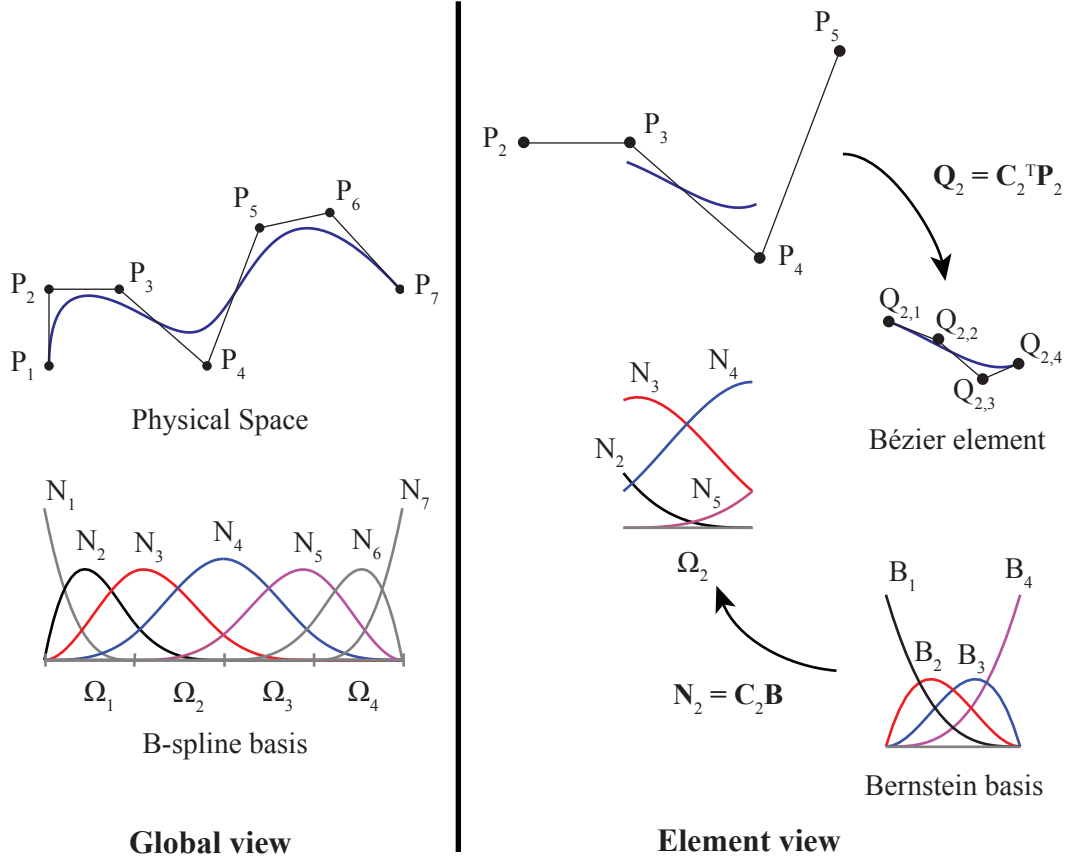 P₁
P₂
P₃
P₄
P₅
P₆
P₇
Physical Space
N₁
N₂
N₃
N₄
N₅
N₆
N₇
Ω₁
Ω₂
Ω₃
Ω₄
B-spline basis
Global view
P₂
P₃
P₄
P₅
Q₂ = C₂ᵀP₂
Q₂,₁
Q₂,₂
Q₂,₃
Q₂,₄
Bézier element
N₂
N₃
N₄
N₅
Ω₂
N₂ = C₂B
B₁
B₂
B₃
B₄
Bernstein basis
Element view